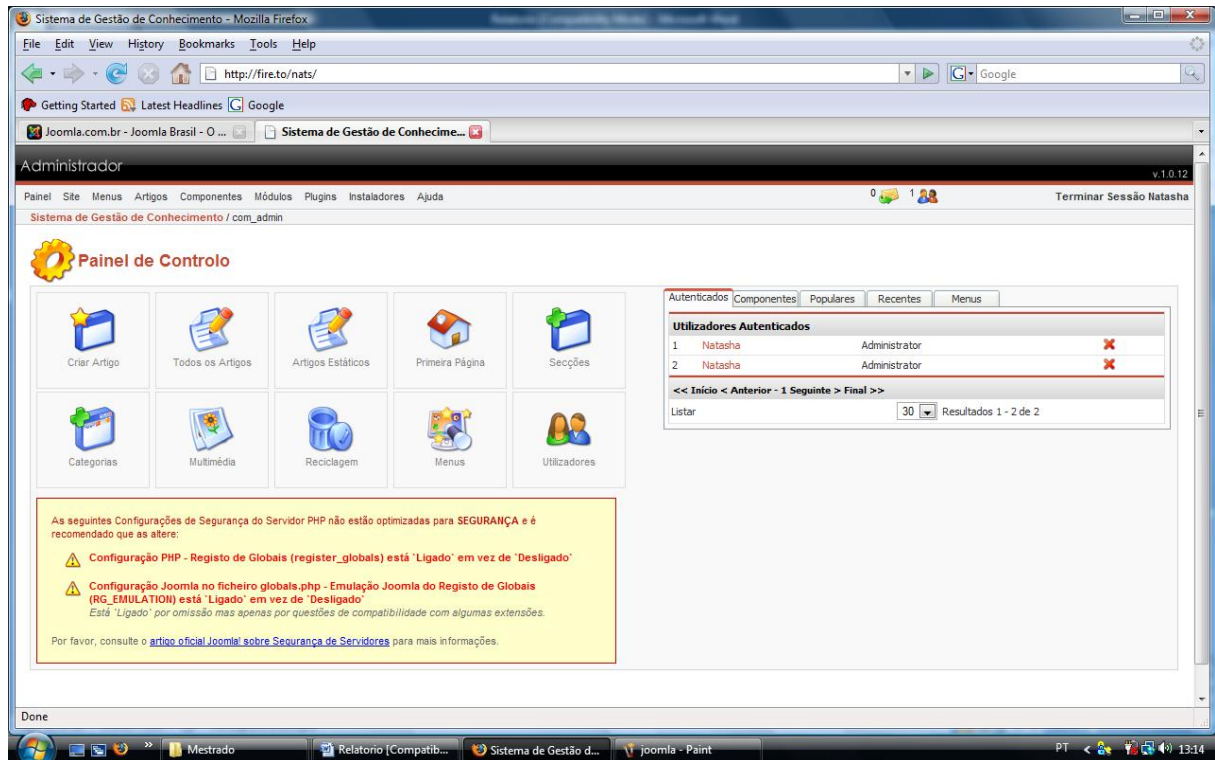 Sistema de Gestão de Conhecimento - Mozilla Firefox
File Edit View History Bookmarks Tools Help
http://fire.to/nats/
Google
Getting Started Latest Headlines Google
Joomla.com.br - Joomla Brasil - O ...
Sistema de Gestão de Conhecime...
Administrador
v.1.0.12
Painel Site Menus Artigos Componentes Módulos Plugins Instaladores Ajuda
0 1
Terminar Sessão Natasha
Sistema de Gestão de Conhecimento / com_admin
Painel de Controlo
Criar Artigo
Todos os Artigos
Artigos Estáticos
Primeira Página
Secções
Categorias
Multimédia
Reciclagem
Menus
Utilizadores
Autenticados Componentes Populares Recentes Menus
Utilizadores Autenticados
1 Natasha Administrator
2 Natasha Administrator
<< Início < Anterior - 1 Seguinte > Final >>
Listar 30 Resultados 1 - 2 de 2
As seguintes Configurações de Segurança do Servidor PHP não estão optimizadas para SEGURANÇA e é
recomendado que as altere:
Configuração PHP - Registo de Globais (register_globals) está `Ligado` em vez de `Desligado`
Configuração Joomla no ficheiro globals.php - Emulação Joomla do Registo de Globais
(RG_EMULATION) está `Ligado` em vez de `Desligado`
Está `Ligado` por omissão mas apenas por questões de compatibilidade com algumas extensões.
Por favor, consulte o artigo oficial Joomla! sobre Segurança de Servidores para mais informações.
Done
Mestrado
Relatorio [Compatib...
Sistema de Gestão d...
joomla - Paint
PT
13:14